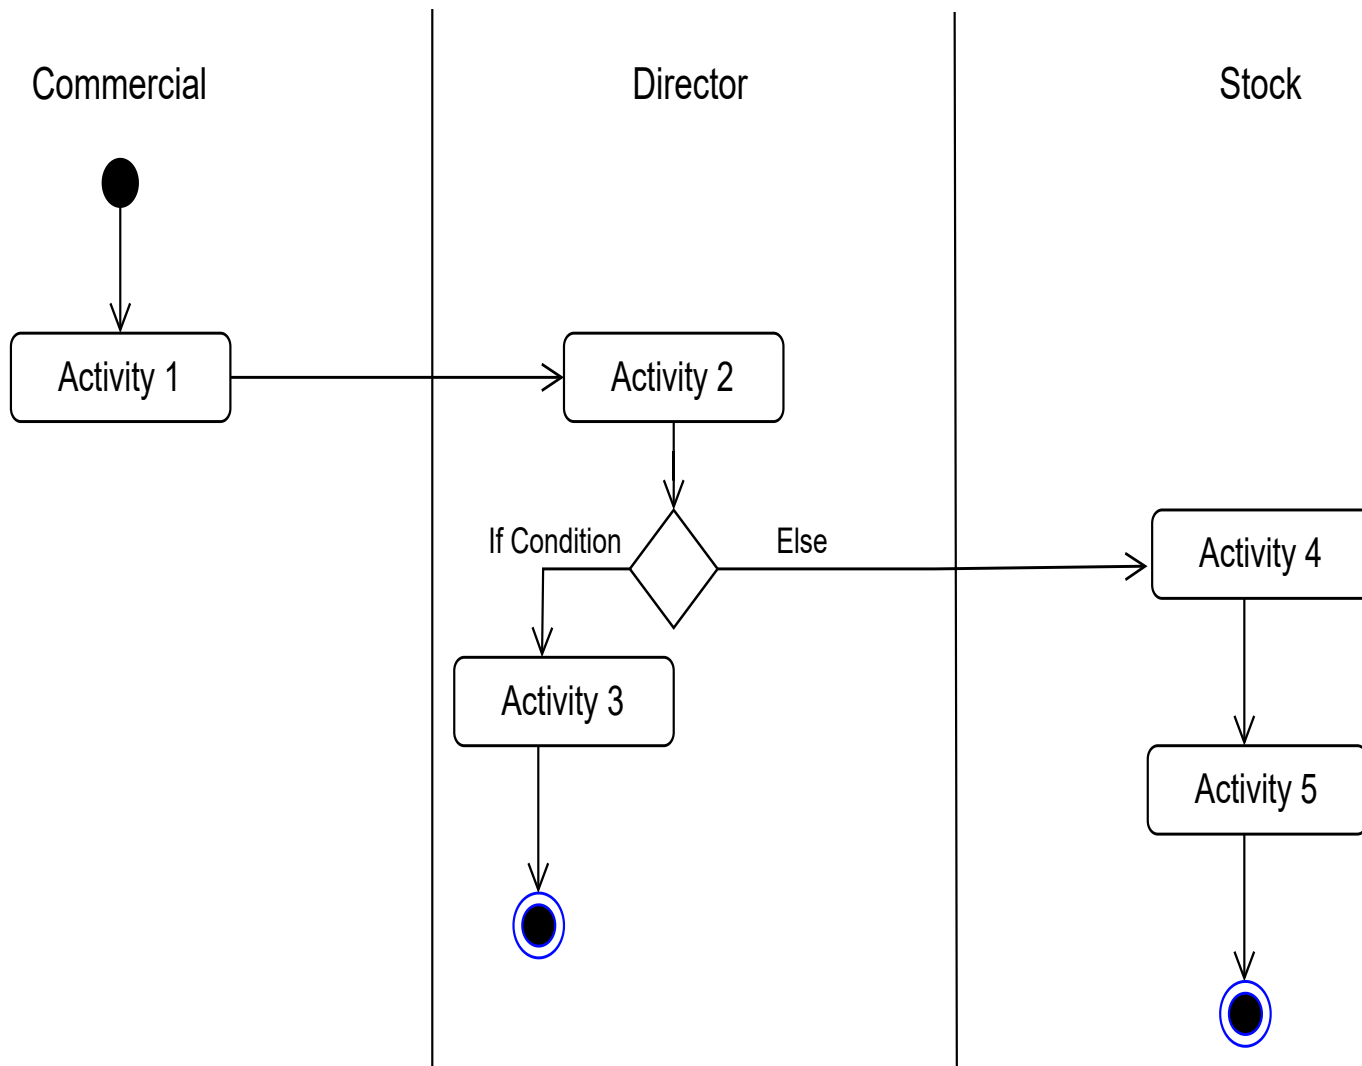 Commercial
Director
Stock
Activity 1
Activity 2
If Condition
Else
Activity 4
Activity 3
Activity 5